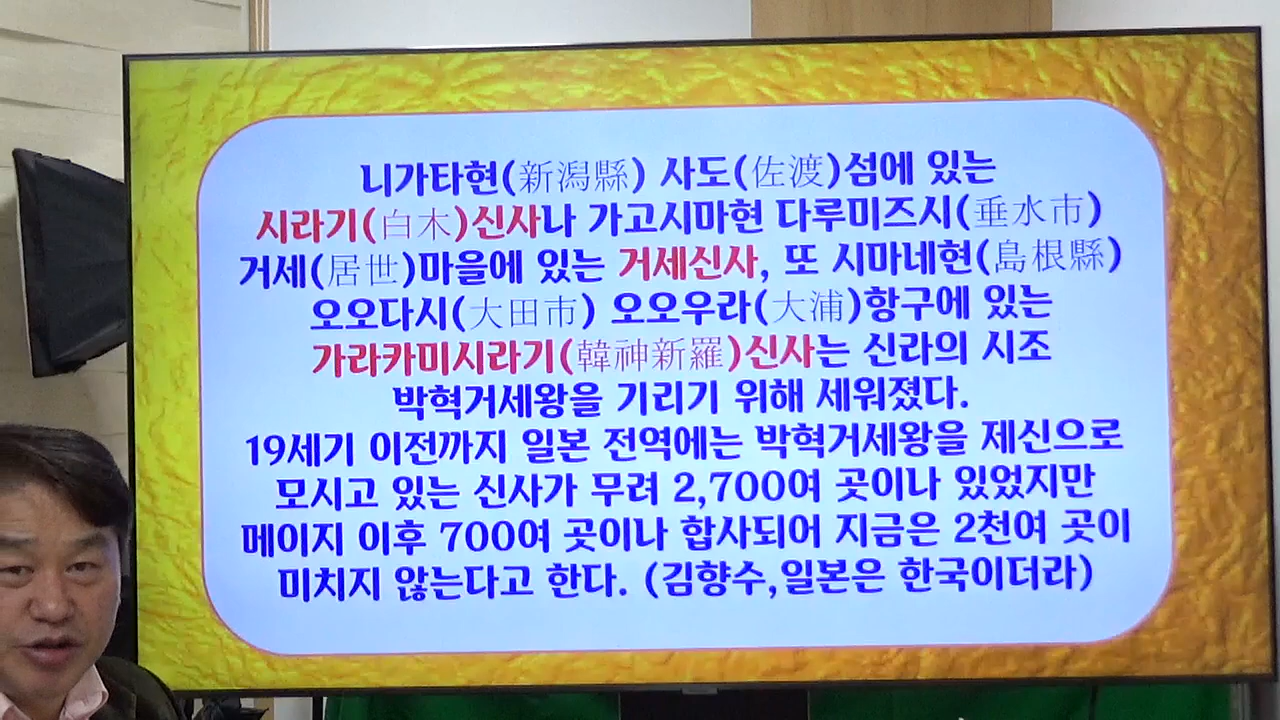 니가타현(新潟縣) 사도(佐渡)섬에 있는
시라기(白木)신사나 가고시마현 다루미즈시(垂水市)
거세(居世)마을에 있는 거세신사, 또 시마네현(島根縣)
오오다시(大田市) 오오우라(大浦)항구에 있는
가라카미시라기(韓神新羅)신사는 신라의 시조
박혁거세왕을 기리기 위해 세워졌다.
19세기 이전까지 일본 전역에는 박혁거세왕을 제신으로
모시고 있는 신사가 무려 2,700여 곳이나 있었지만
메이지 이후 700여 곳이나 합사되어 지금은 2천여 곳이
미치지 않는다고 한다. (김향수,일본은 한국이더라)